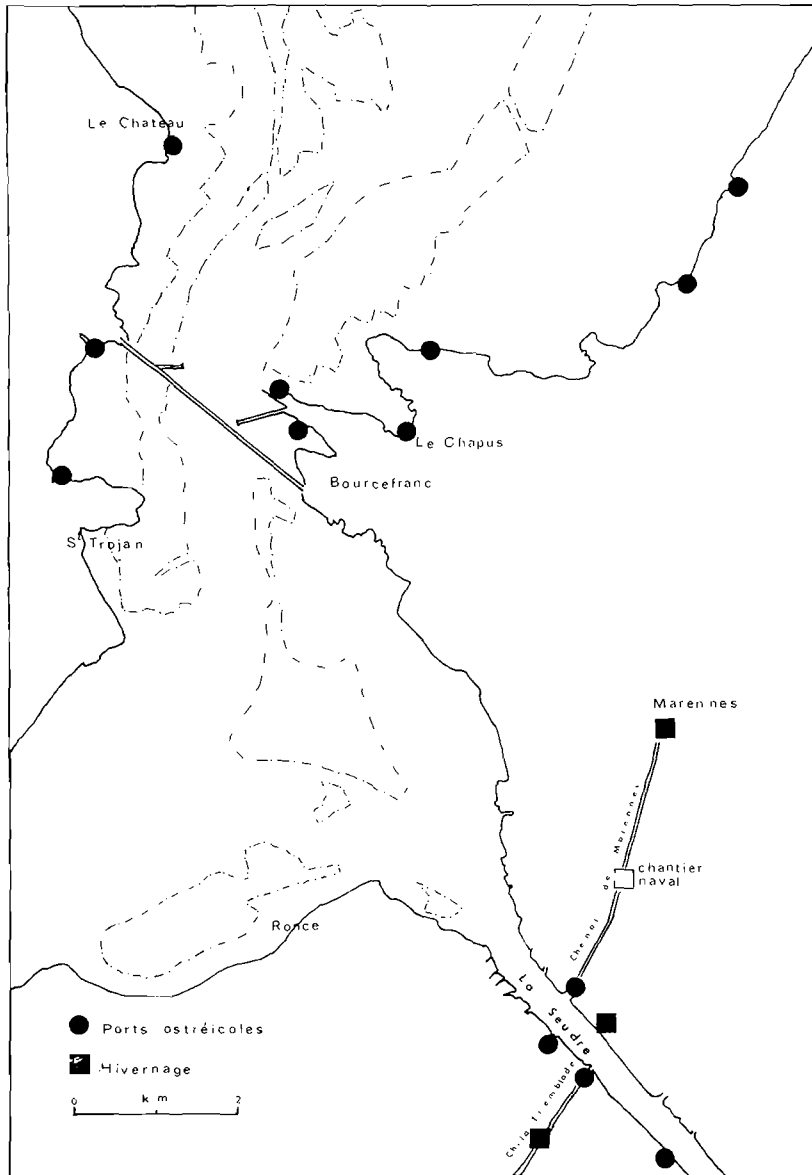 Le Chateau
Le Chapus
Bourcefranc
St Trojan
Marennes
Chenal de Marennes
chantier
naval
Ronce
La Seudre
Ports ostréicoles
Hivernage
0 km 2